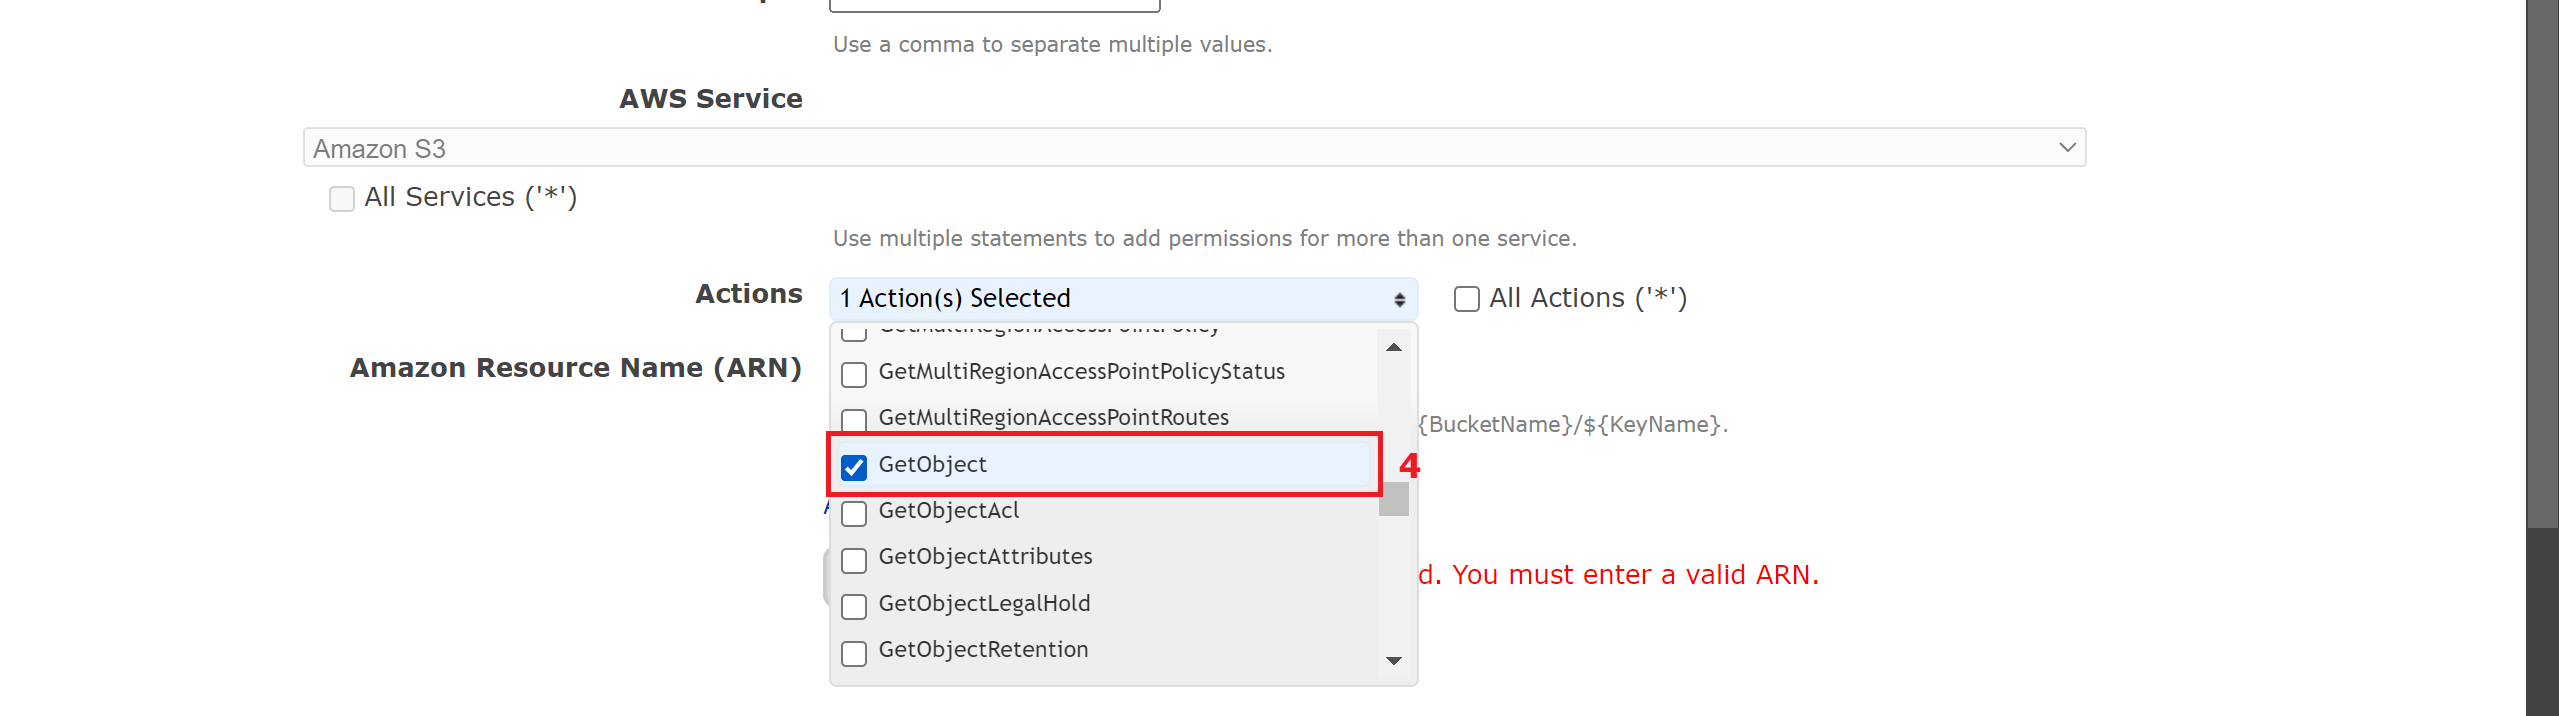 Use a comma to separate multiple values.
AWS Service
Amazon S3
All Services ('*')
Use multiple statements to add permissions for more than one service.
Actions
1 Action(s) Selected
All Actions ('*')
GetMultiRegionAccessPointPolicy
Amazon Resource Name (ARN)
GetMultiRegionAccessPointPolicyStatus
GetMultiRegionAccessPointRoutes
{BucketName}/${KeyName}.
GetObject
4
GetObjectAcl
GetObjectAttributes
d. You must enter a valid ARN.
GetObjectLegalHold
GetObjectRetention